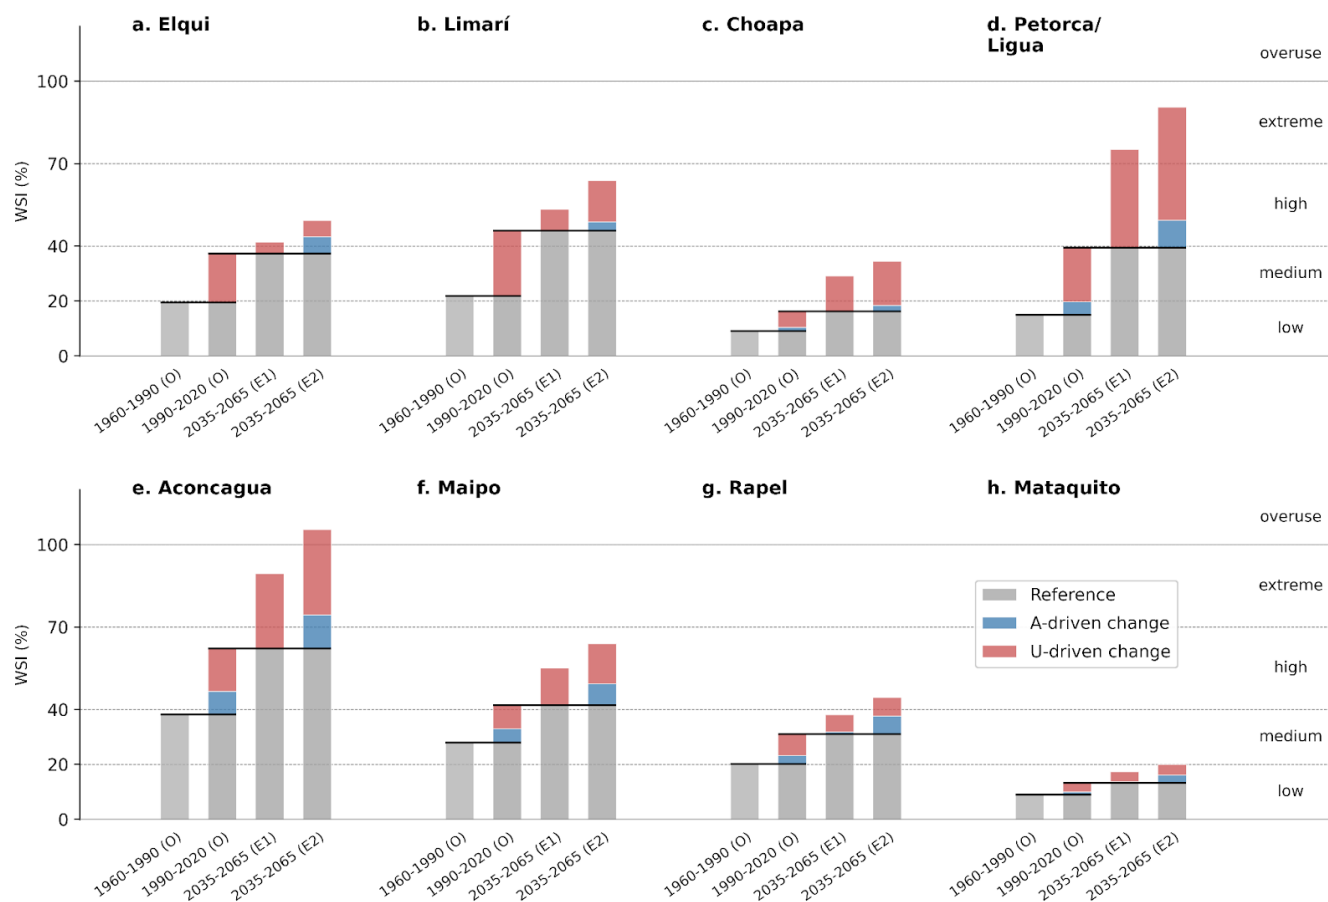 a. Elqui
b. Limarí
c. Choapa
d. Petorca/
Ligua
overuse
100
extreme
70
WSI (%)
high
40
medium
20
low
0
1960-1990 (O)
1990-2020 (O)
2035-2065 (E1)
2035-2065 (E2)
1960-1990 (O)
1990-2020 (O)
2035-2065 (E1)
2035-2065 (E2)
1960-1990 (O)
1990-2020 (O)
2035-2065 (E1)
2035-2065 (E2)
1960-1990 (O)
1990-2020 (O)
2035-2065 (E1)
2035-2065 (E2)
e. Aconcagua
f. Maipo
g. Rapel
h. Mataquito
overuse
100
extreme
Reference
A-driven change
U-driven change
70
WSI (%)
high
40
medium
20
low
0
1960-1990 (O)
1990-2020 (O)
2035-2065 (E1)
2035-2065 (E2)
1960-1990 (O)
1990-2020 (O)
2035-2065 (E1)
2035-2065 (E2)
1960-1990 (O)
1990-2020 (O)
2035-2065 (E1)
2035-2065 (E2)
1960-1990 (O)
1990-2020 (O)
2035-2065 (E1)
2035-2065 (E2)